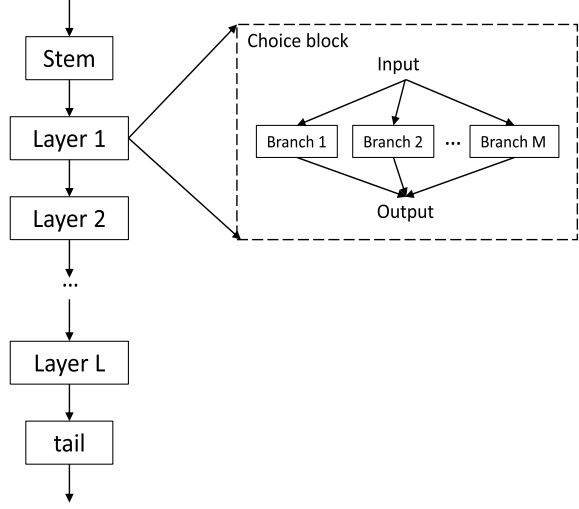 Stem
Layer 1
Layer 2
...
Layer L
tail
Choice block
Input
Branch 1 Branch 2 ... Branch M
Output